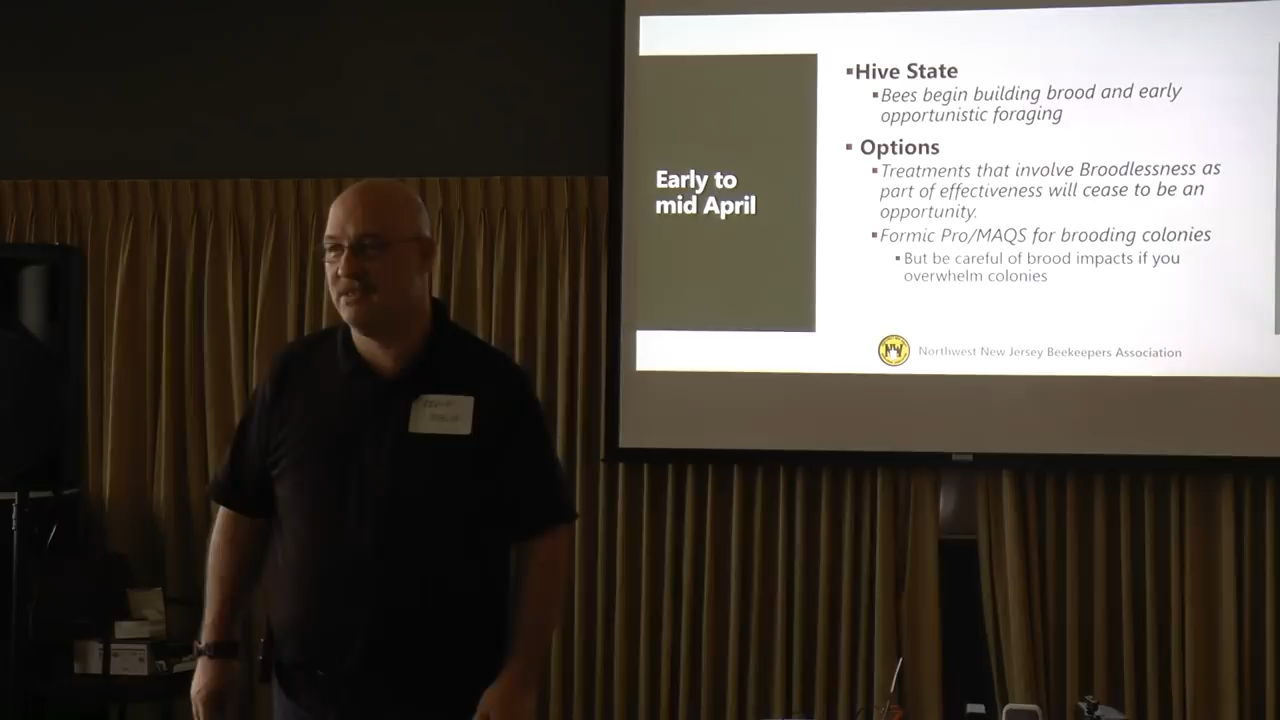 Early to
mid April
▪Hive State
▪Bees begin building brood and early
opportunistic foraging
▪ Options
▪Treatments that involve Broodlessness as
part of effectiveness will cease to be an
opportunity.
▪Formic Pro/MAQS for brooding colonies
▪But be careful of brood impacts if you
overwhelm colonies
Northwest New Jersey Beekeepers Association